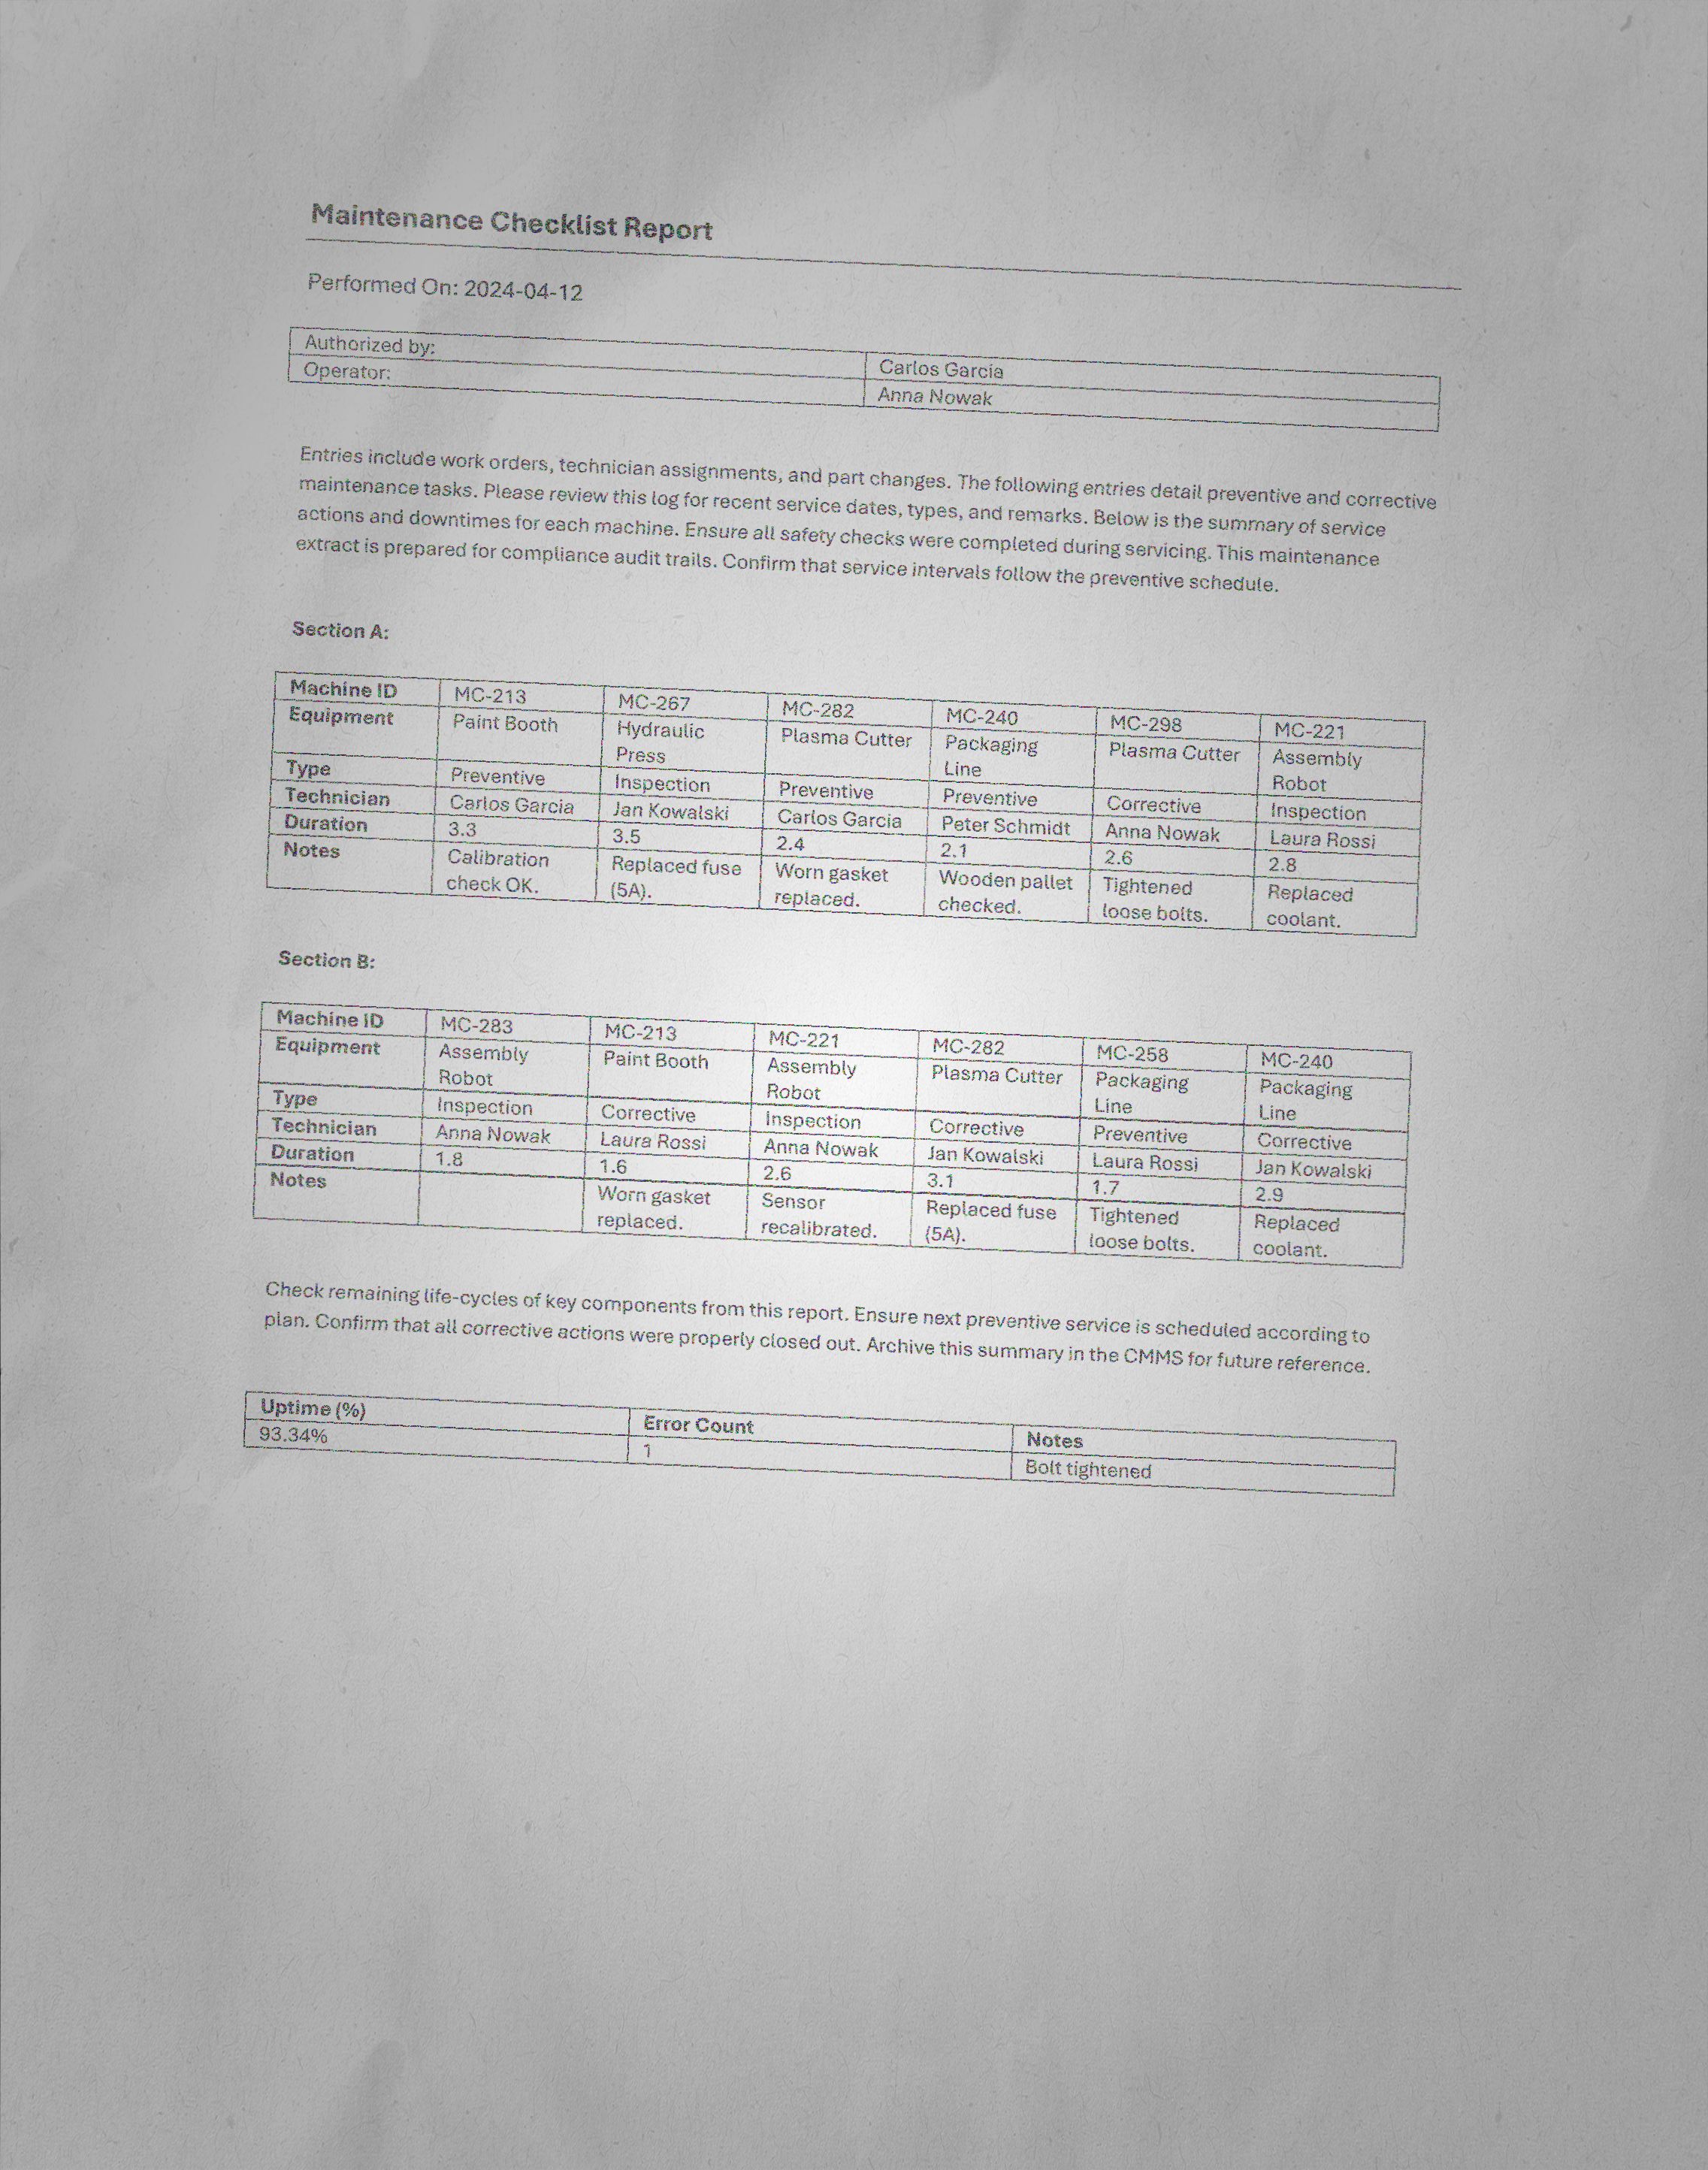 Maintenance Checklist Report
Performed On: 2024-04-12
Authorized by: Carlos Garcia
Operator: Anna Nowak
Entries include work orders, technician assignments, and part changes. The following entries detail preventive and corrective
maintenance tasks. Please review this log for recent service dates, types, and remarks. Below is the summary of service
actions and downtimes for each machine. Ensure all safety checks were completed during servicing. This maintenance
extract is prepared for compliance audit trails. Confirm that service intervals follow the preventive schedule.
Section A:
Machine ID MC-213 MC-267 MC-282 MC-240 MC-298 MC-221
Equipment Paint Booth Hydraulic Plasma Cutter Packaging Plasma Cutter Assembly
Press Line Robot
Type Preventive Inspection Preventive Preventive Corrective Inspection
Technician Carlos Garcia Jan Kowalski Carlos Garcia Peter Schmidt Anna Nowak Laura Rossi
Duration 3.3 3.5 2.4 2.1 2.6 2.8
Notes Calibration Replaced fuse Worn gasket Wooden pallet Tightened Replaced
check OK. (5A). replaced. checked. loose bolts. coolant.
Section B:
Machine ID MC-283 MC-213 MC-221 MC-282 MC-258 MC-240
Equipment Assembly Paint Booth Assembly Plasma Cutter Packaging Packaging
Robot Robot Line Line
Type Inspection Corrective Inspection Corrective Preventive Corrective
Technician Anna Nowak Laura Rossi Anna Nowak Jan Kowalski Laura Rossi Jan Kowalski
Duration 1.8 1.6 2.6 3.1 1.7 2.9
Notes Worn gasket Sensor Replaced fuse Tightened Replaced
replaced. recalibrated. (5A). loose bolts. coolant.
Check remaining life-cycles of key components from this report. Ensure next preventive service is scheduled according to
plan. Confirm that all corrective actions were properly closed out. Archive this summary in the CMMS for future reference.
Uptime (%) Error Count Notes
93.34% 1 Bolt tightened